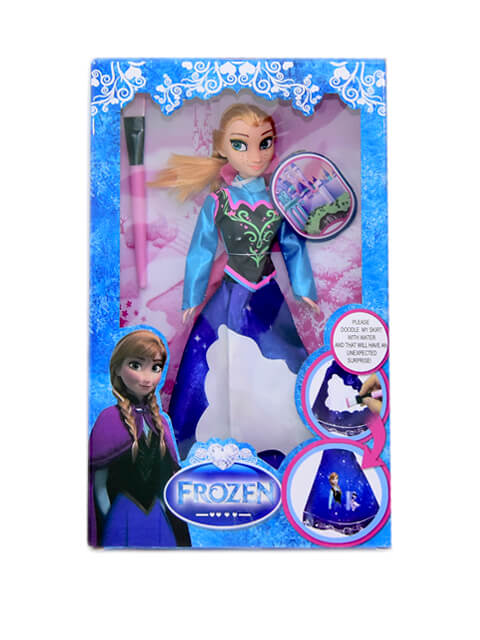 PLEASE
DOODLE MY SKIRT
WITH WATER
AND THAT WILL HAVE AN
UNEXPECTED
SURPRISE!
FROZEN